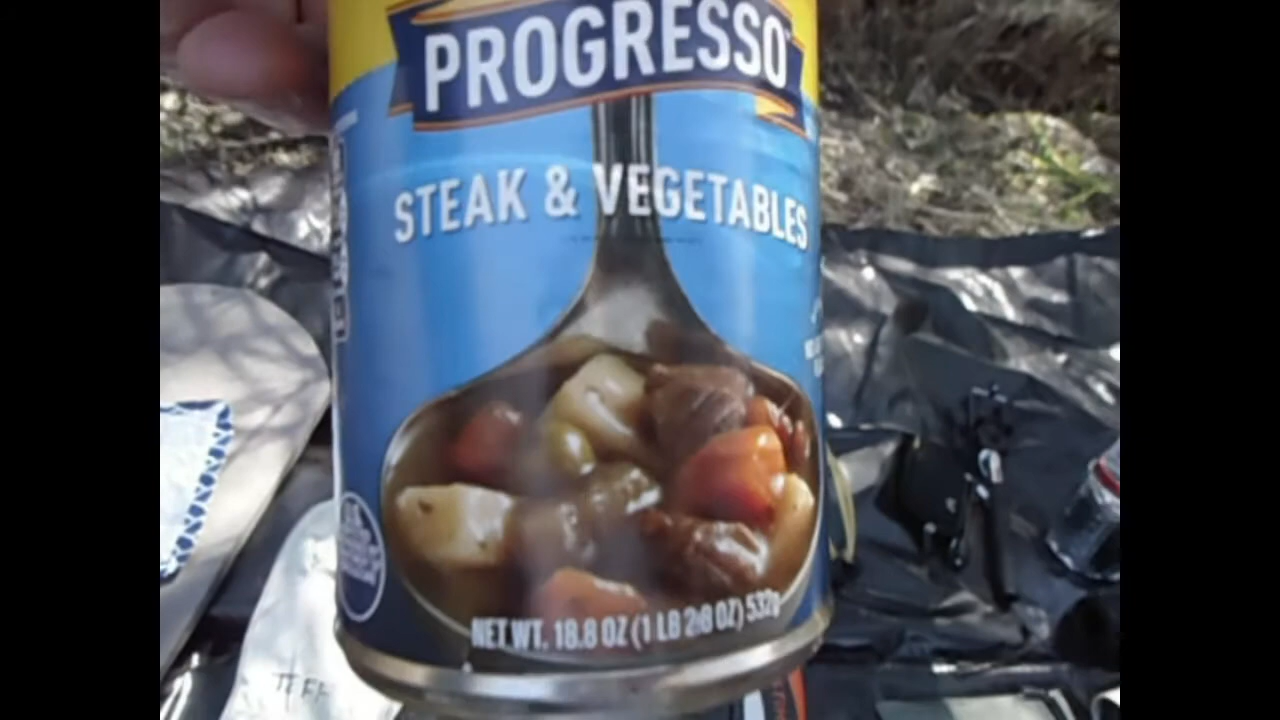 PROGRESSO
STEAK & VEGETABLES
NET WT. 18.8 OZ (1 LB 2.8 OZ) 532g